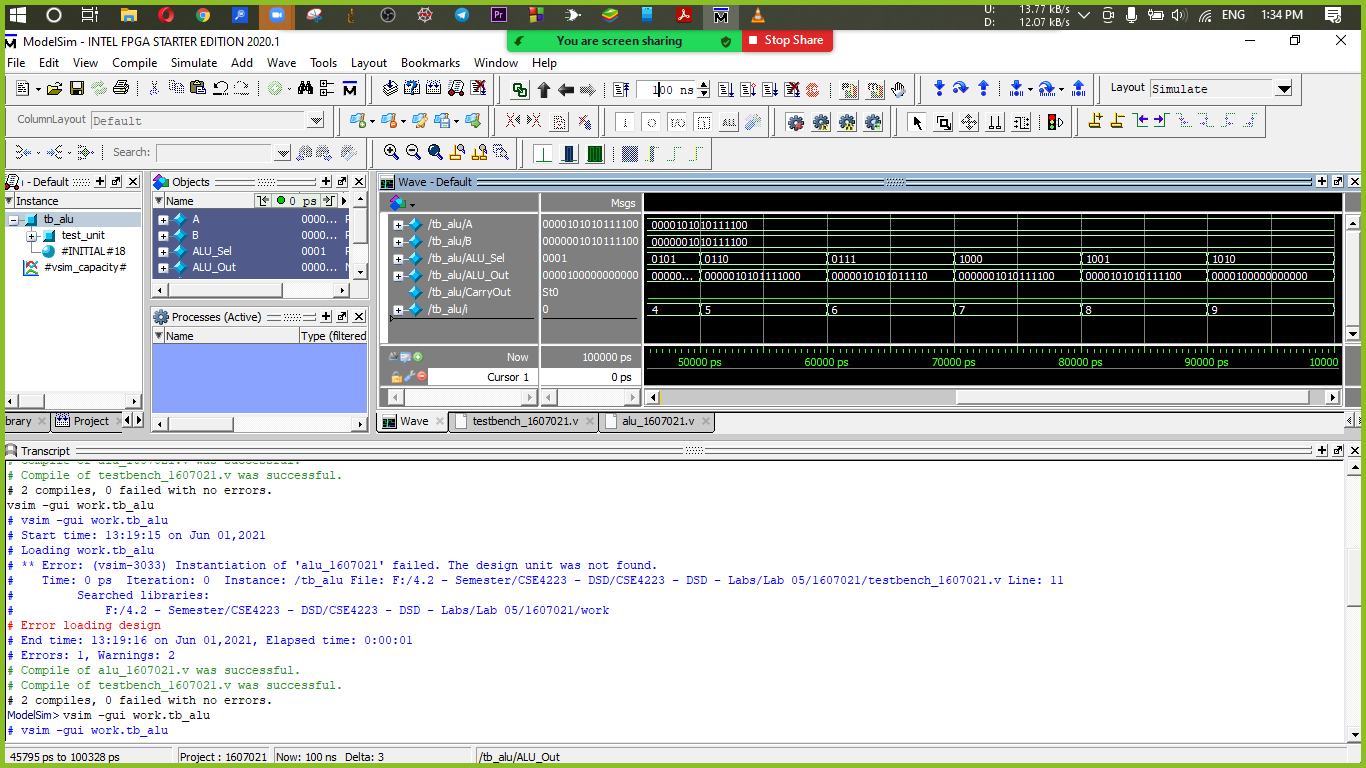 U: 13.77 kB/s
D: 12.07 kB/s
ENG 1:34 PM
ModelSim - INTEL FPGA STARTER EDITION 2020.1
You are screen sharing Stop Share
File Edit View Compile Simulate Add Wave Tools Layout Bookmarks Window Help
100 ns Layout Simulate
ColumnLayout Default
Search:
- Default Objects Wave - Default
Instance Name 0 ps Msgs
tb_alu
test_unit
#INITIAL#18
#vsim_capacity#
A 0000...
B 0000...
ALU_Sel 0001
ALU_Out 0000...
Processes (Active)
Name Type (filtered
/tb_alu/A 0000101010111100 0000101010111100
/tb_alu/B 0000001010111100 0000001010111100
/tb_alu/ALU_Sel 0001 0101 0110 0111 1000 1001 1010
/tb_alu/ALU_Out 0000100000000000 00000... 0000010101111000 0000010101011110 0000001010111100 0000101010111100 0000100000000000
/tb_alu/CarryOut St0
/tb_alu/i 0 4 5 6 7 8 9
Now 100000 ps 50000 ps 60000 ps 70000 ps 80000 ps 90000 ps 10000
Cursor 1 0 ps
brary Project Wave testbench_1607021.v alu_1607021.v
Transcript
# Compile of alu_1607021.v was successful.
# Compile of testbench_1607021.v was successful.
# 2 compiles, 0 failed with no errors.
vsim -gui work.tb_alu
# vsim -gui work.tb_alu
# Start time: 13:19:15 on Jun 01,2021
# Loading work.tb_alu
# ** Error: (vsim-3033) Instantiation of 'alu_1607021' failed. The design unit was not found.
#    Time: 0 ps  Iteration: 0  Instance: /tb_alu File: F:/4.2 - Semester/CSE4223 - DSD/CSE4223 - DSD - Labs/Lab 05/1607021/testbench_1607021.v Line: 11
#         Searched libraries:
#             F:/4.2 - Semester/CSE4223 - DSD/CSE4223 - DSD - Labs/Lab 05/1607021/work
# Error loading design
# End time: 13:19:16 on Jun 01,2021, Elapsed time: 0:00:01
# Errors: 1, Warnings: 2
# Compile of alu_1607021.v was successful.
# Compile of testbench_1607021.v was successful.
# 2 compiles, 0 failed with no errors.
ModelSim> vsim -gui work.tb_alu
# vsim -gui work.tb_alu
45795 ps to 100328 ps Project : 1607021 Now: 100 ns Delta: 3 /tb_alu/ALU_Out